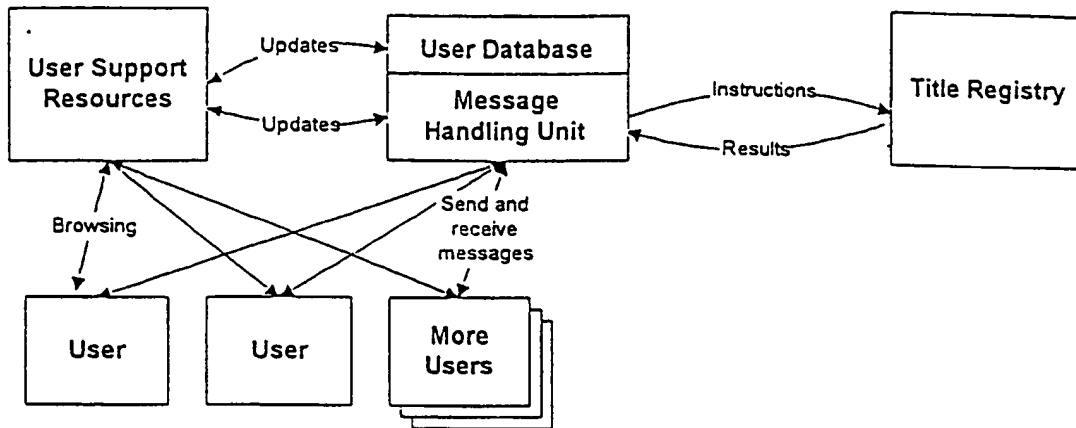 User Support
Resources
Updates
Updates
User Database
Message
Handling Unit
Instructions
Results
Title Registry
Browsing
Send and
receive
messages
User
User
More
Users